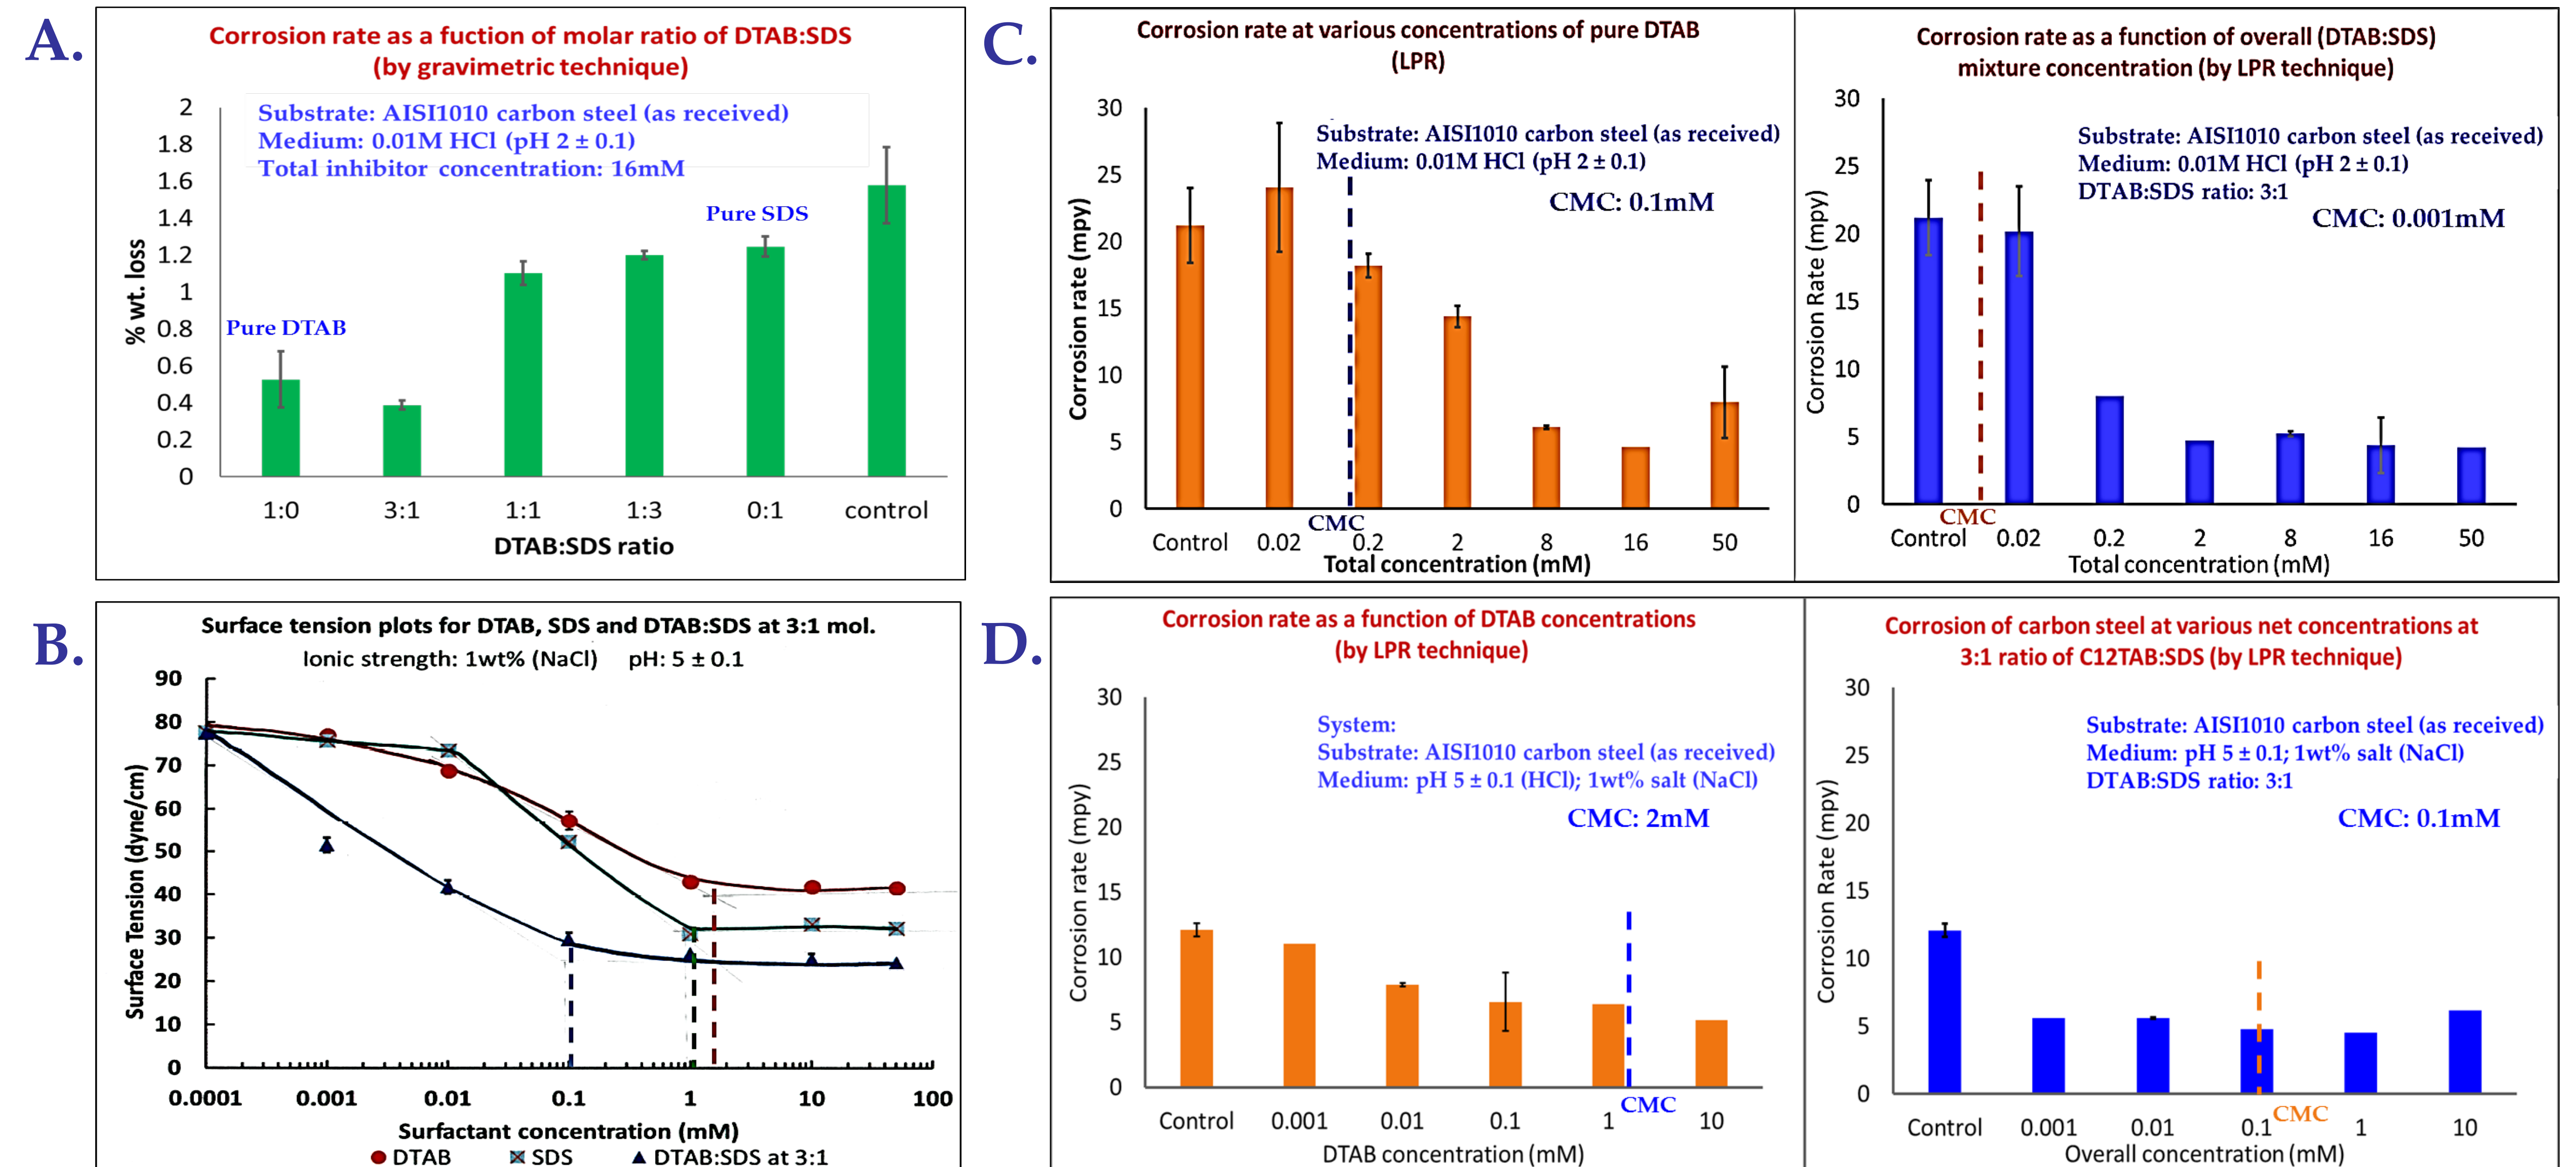 A.
Corrosion rate as a fuction of molar ratio of DTAB:SDS
(by gravimetric technique)
Substrate: AISI1010 carbon steel (as received)
Medium: 0.01M HCl (pH 2 ± 0.1)
Total inhibitor concentration: 16mM
% wt. loss
2
1.8
1.6
1.4
1.2
1
0.8
0.6
0.4
0.2
0
Pure DTAB
Pure SDS
1:0 3:1 1:1 1:3 0:1 control
DTAB:SDS ratio
B.
Surface tension plots for DTAB, SDS and DTAB:SDS at 3:1 mol.
Ionic strength: 1wt% (NaCl) pH: 5 ± 0.1
Surface Tension (dyne/cm)
90
80
70
60
50
40
30
20
10
0
0.0001 0.001 0.01 0.1 1 10 100
Surfactant concentration (mM)
DTAB SDS DTAB:SDS at 3:1
C.
Corrosion rate at various concentrations of pure DTAB
(LPR)
Substrate: AISI1010 carbon steel (as received)
Medium: 0.01M HCl (pH 2 ± 0.1)
CMC: 0.1mM
Corrosion rate (mpy)
30
25
20
15
10
5
0
CMC
Control 0.02 0.2 2 8 16 50
Total concentration (mM)
Corrosion rate as a function of overall (DTAB:SDS)
mixture concentration (by LPR technique)
Substrate: AISI1010 carbon steel (as received)
Medium: 0.01M HCl (pH 2 ± 0.1)
DTAB:SDS ratio: 3:1
CMC: 0.001mM
Corrosion Rate (mpy)
30
25
20
15
10
5
0
CMC
Control 0.02 0.2 2 8 16 50
Total concentration (mM)
D.
Corrosion rate as a function of DTAB concentrations
(by LPR technique)
System:
Substrate: AISI1010 carbon steel (as received)
Medium: pH 5 ± 0.1 (HCl); 1wt% salt (NaCl)
CMC: 2mM
Corrosion rate (mpy)
30
25
20
15
10
5
0
CMC
Control 0.001 0.01 0.1 1 10
DTAB concentration (mM)
Corrosion of carbon steel at various net concentrations at
3:1 ratio of C12TAB:SDS (by LPR technique)
Substrate: AISI1010 carbon steel (as received)
Medium: pH 5 ± 0.1; 1wt% salt (NaCl)
DTAB:SDS ratio: 3:1
CMC: 0.1mM
Corrosion Rate (mpy)
30
25
20
15
10
5
0
CMC
Control 0.001 0.01 0.1 1 10
Overall concentration (mM)